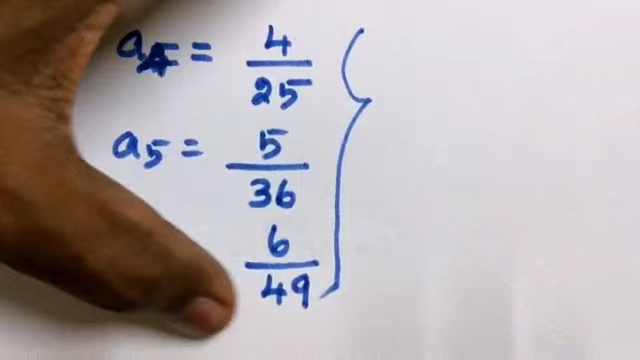 a4 = 4/25
a5 = 5/36
6/49